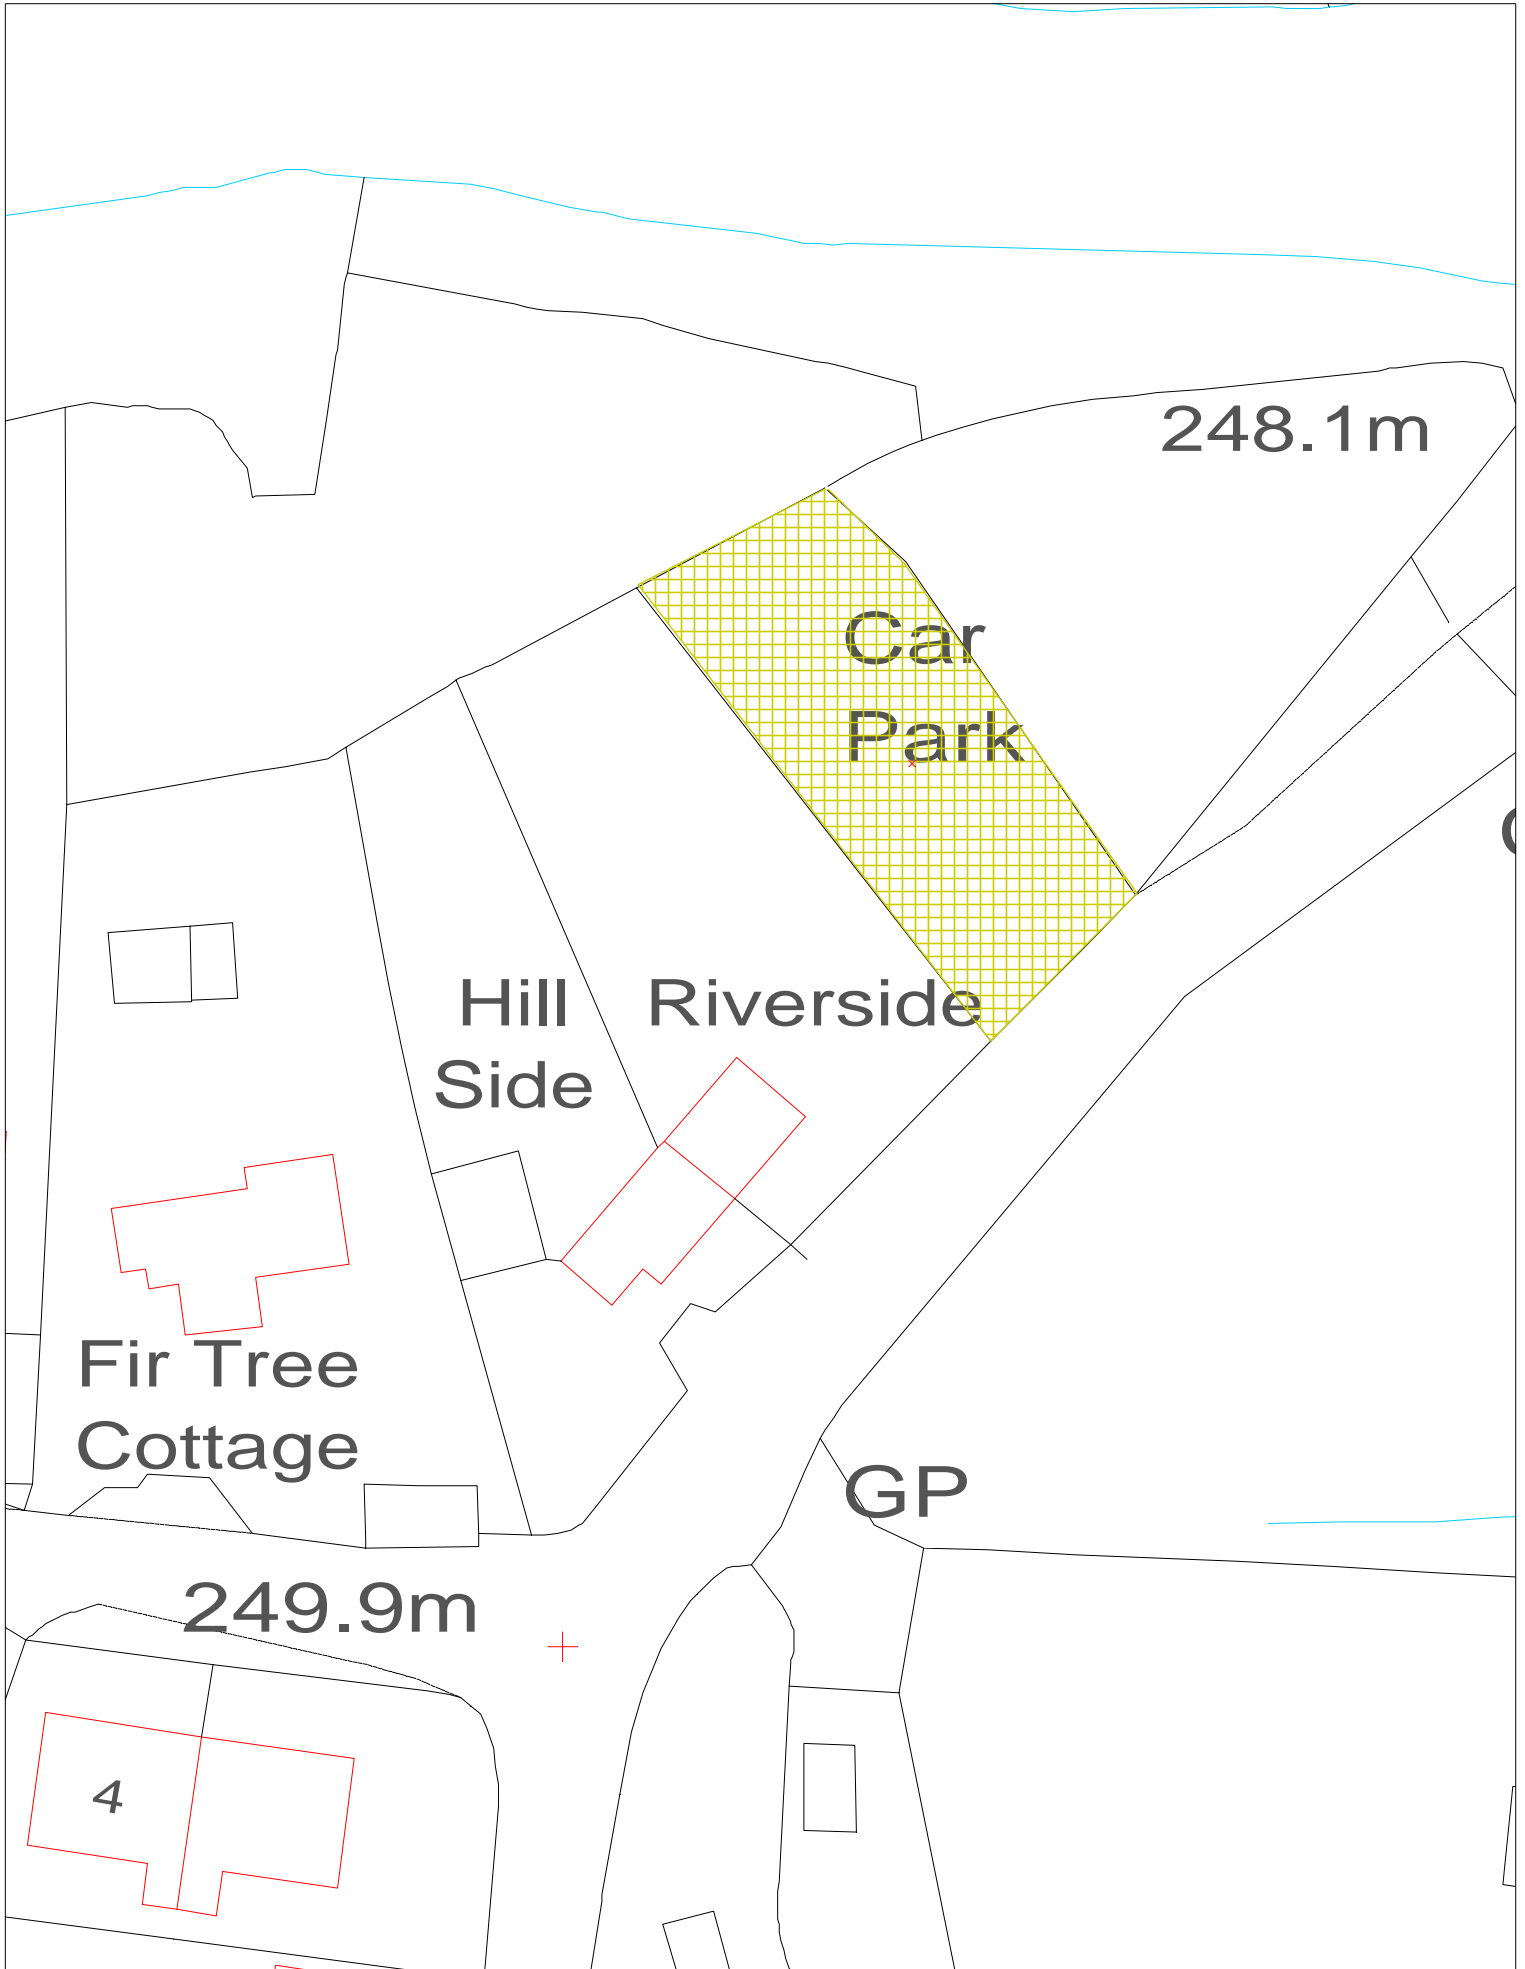 248.1m
Car
Park
Hill
Side
Riverside
Fir Tree
Cottage
GP
249.9m
4